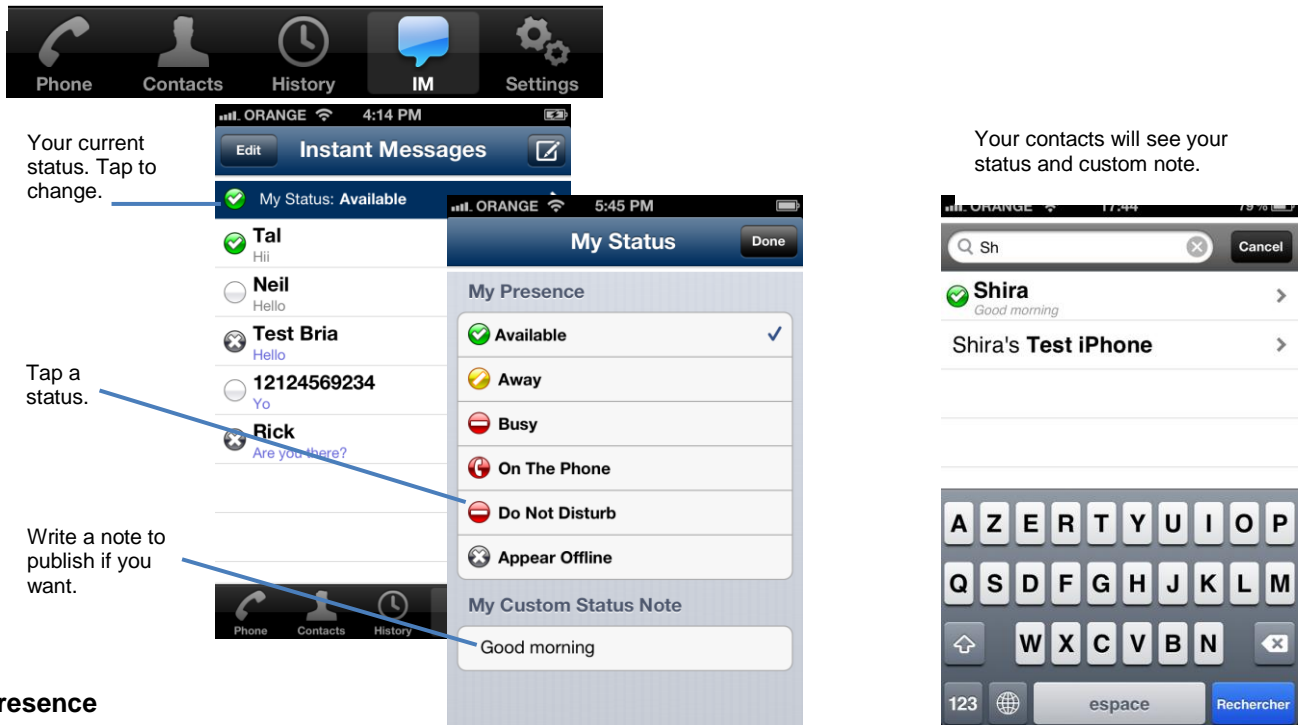 Phone Contacts History IM Settings
Your current
status. Tap to
change.
ORANGE 4:14 PM
Edit Instant Messages
My Status: Available
Tal
Hii
Neil
Hello
Test Bria
Hello
12124569234
Yo
Rick
Are you there?
Phone Contacts History
Tap a
status.
Write a note to
publish if you
want.
ORANGE 5:45 PM
My Status Done
My Presence
Available
Away
Busy
On The Phone
Do Not Disturb
Appear Offline
My Custom Status Note
Good morning
Your contacts will see your
status and custom note.
ORANGE 17:44 79 %
Sh Cancel
Shira
Good morning
Shira's Test iPhone
A Z E R T Y U I O P
Q S D F G H J K L M
W X C V B N
123 espace Rechercher
resence